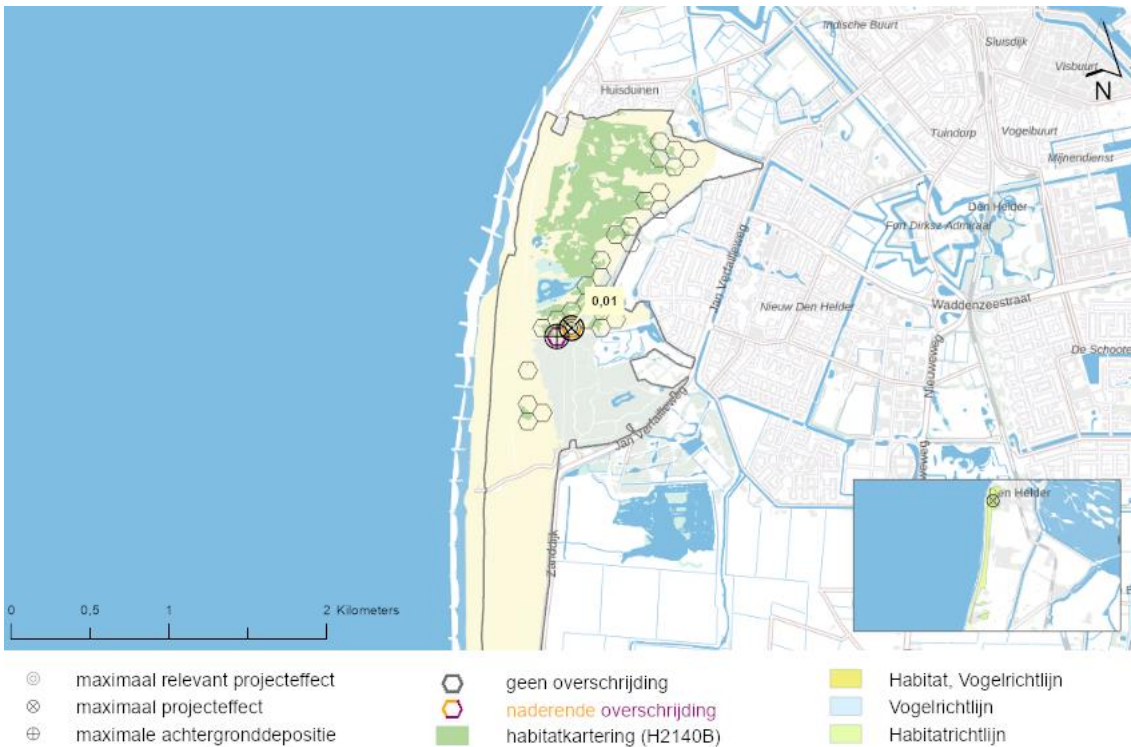 Indische Buurt
Sluisdijk
Visbuurt
Huisduinen
N
Tuindorp
Vogelbuurt
Mijnendienst
Den Helder
Fort Dirksz-Admiraal
Jan Verfailleweg
0,01
Nieuw Den Helder
Waddenzeestraat
De Schooten
Nieuweweg
Jan Verfailleweg
Zanddijk
Den Helder
0 0,5 1 2 Kilometers
maximaal relevant projecteffect
maximaal projecteffect
maximale achtergronddepositie
geen overschrijding
naderende overschrijding
habitatkartering (H2140B)
Habitat, Vogelrichtlijn
Vogelrichtlijn
Habitatrichtlijn